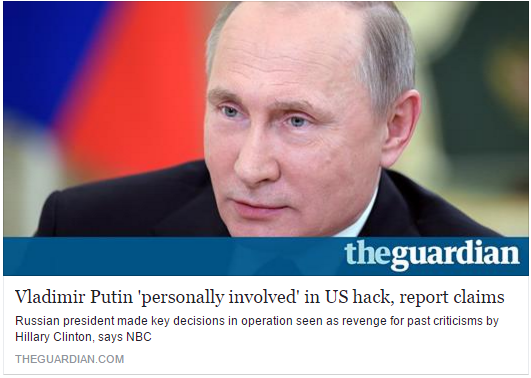 theguardian
Vladimir Putin 'personally involved' in US hack, report claims
Russian president made key decisions in operation seen as revenge for past criticisms by
Hillary Clinton, says NBC
THEGUARDIAN.COM